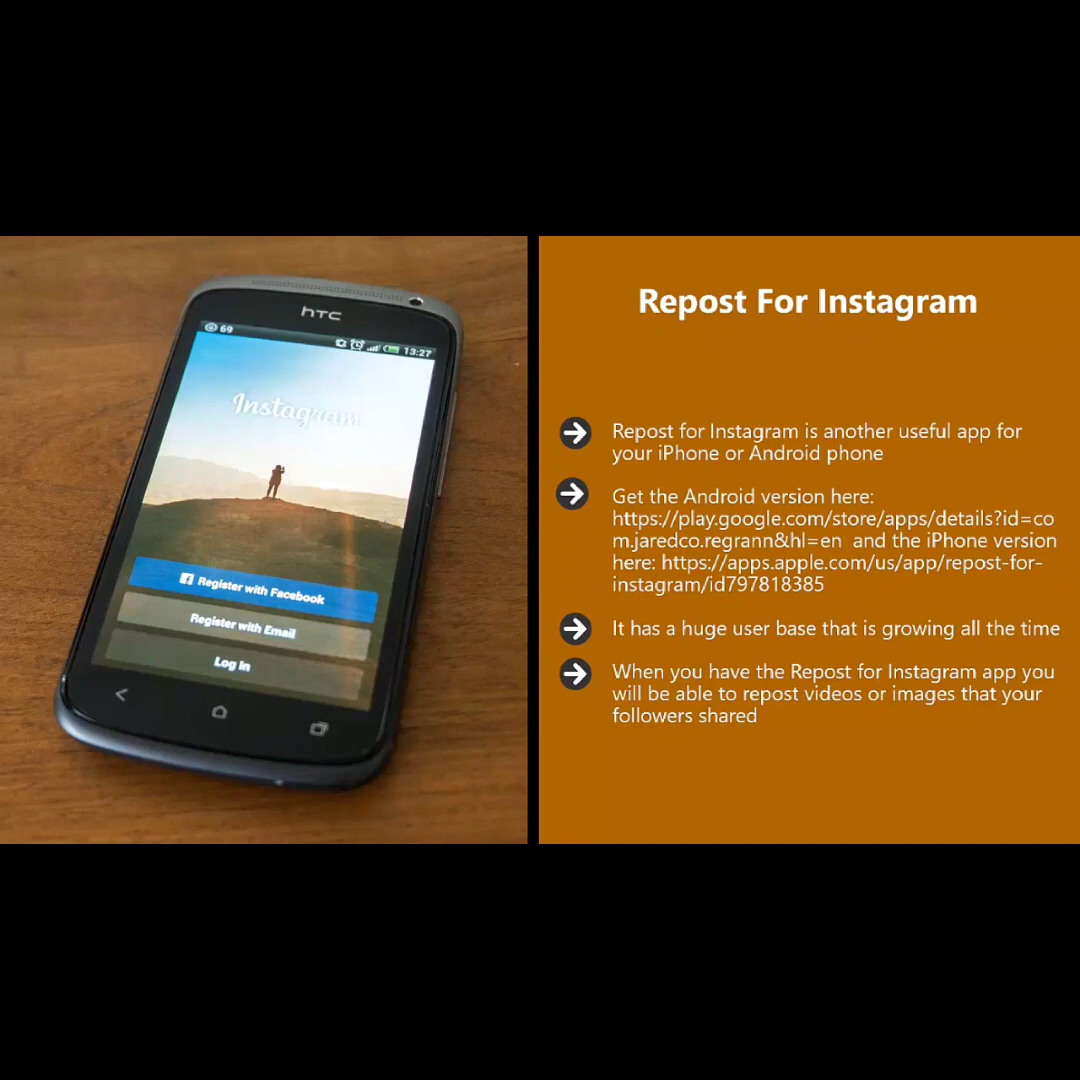 hTC
69
13:27
Instagram
Register with Facebook
Register with Email
Log In
Repost For Instagram
Repost for Instagram is another useful app for
your iPhone or Android phone
Get the Android version here:
https://play.google.com/store/apps/details?id=co
m.jaredco.regrann&hl=en and the iPhone version
here: https://apps.apple.com/us/app/repost-for-
instagram/id797818385
It has a huge user base that is growing all the time
When you have the Repost for Instagram app you
will be able to repost videos or images that your
followers shared